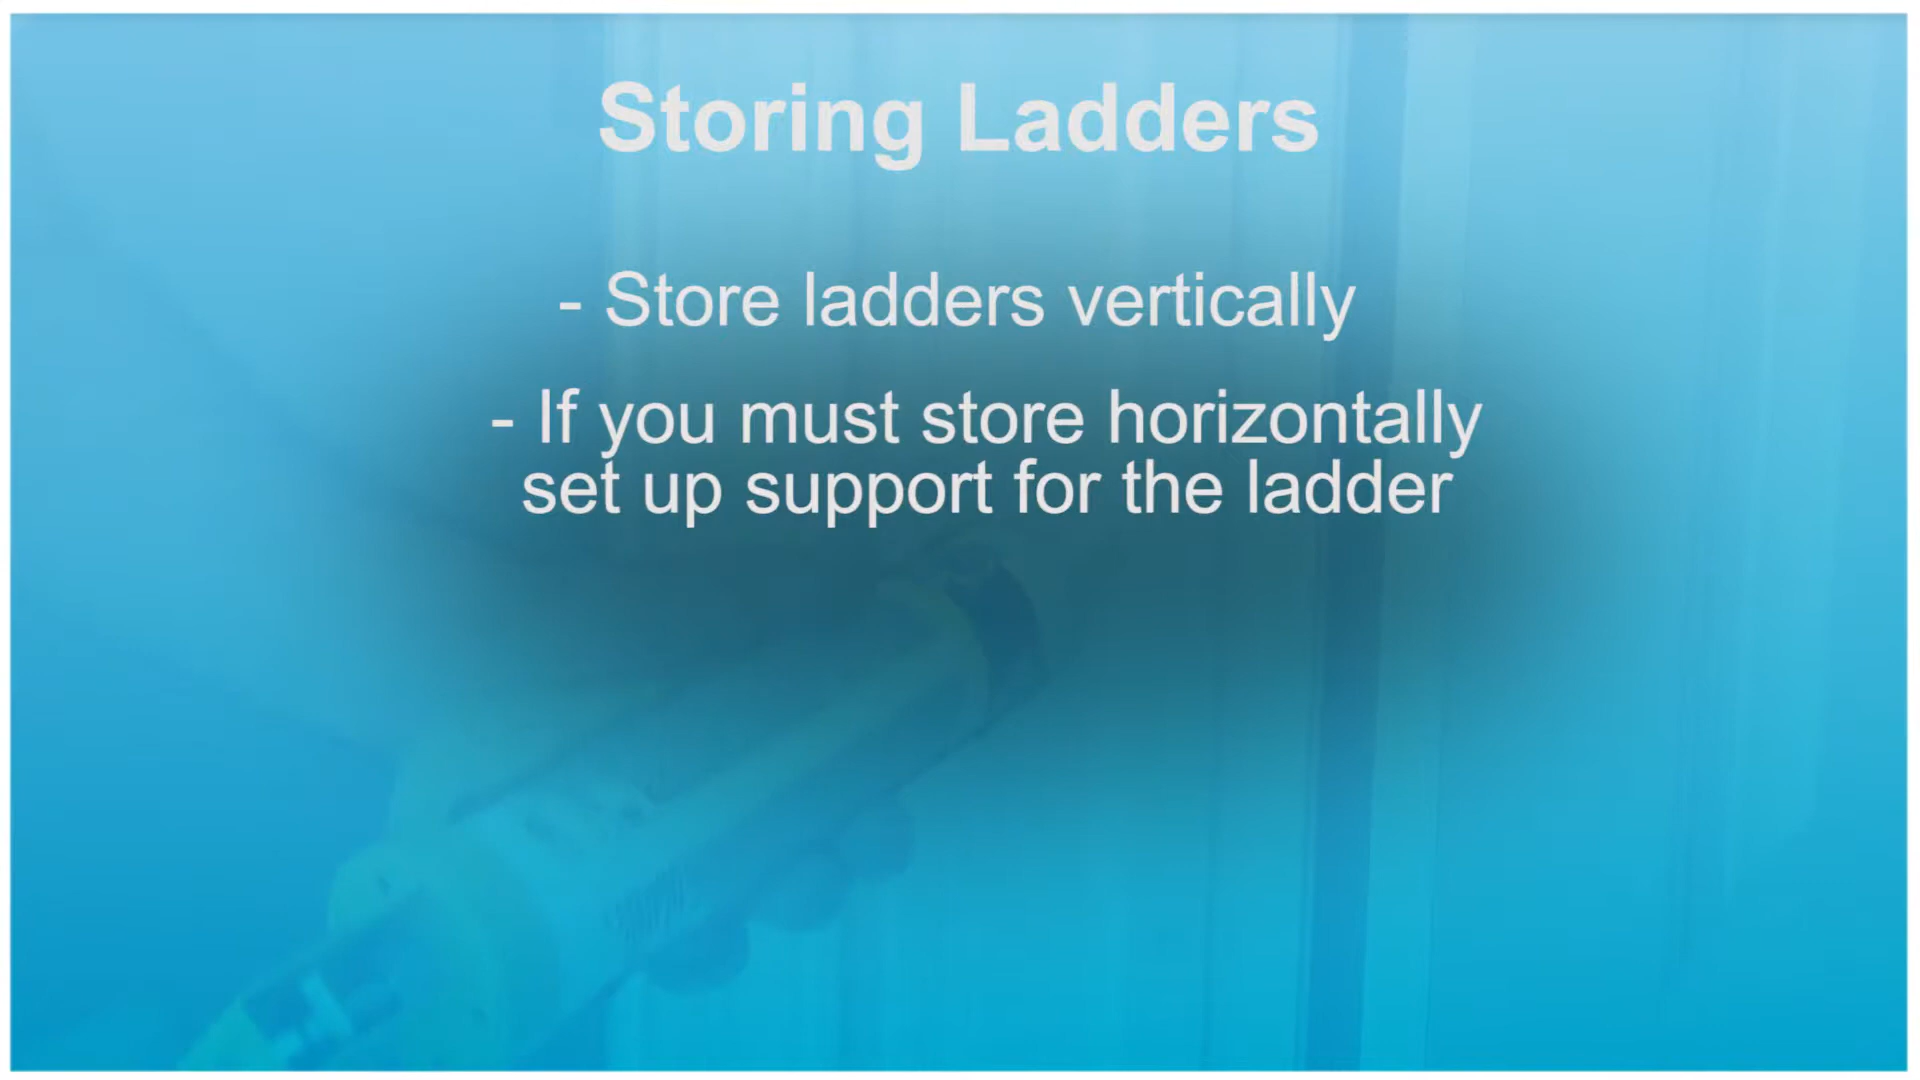 Storing Ladders
- Store ladders vertically
- If you must store horizontally
set up support for the ladder